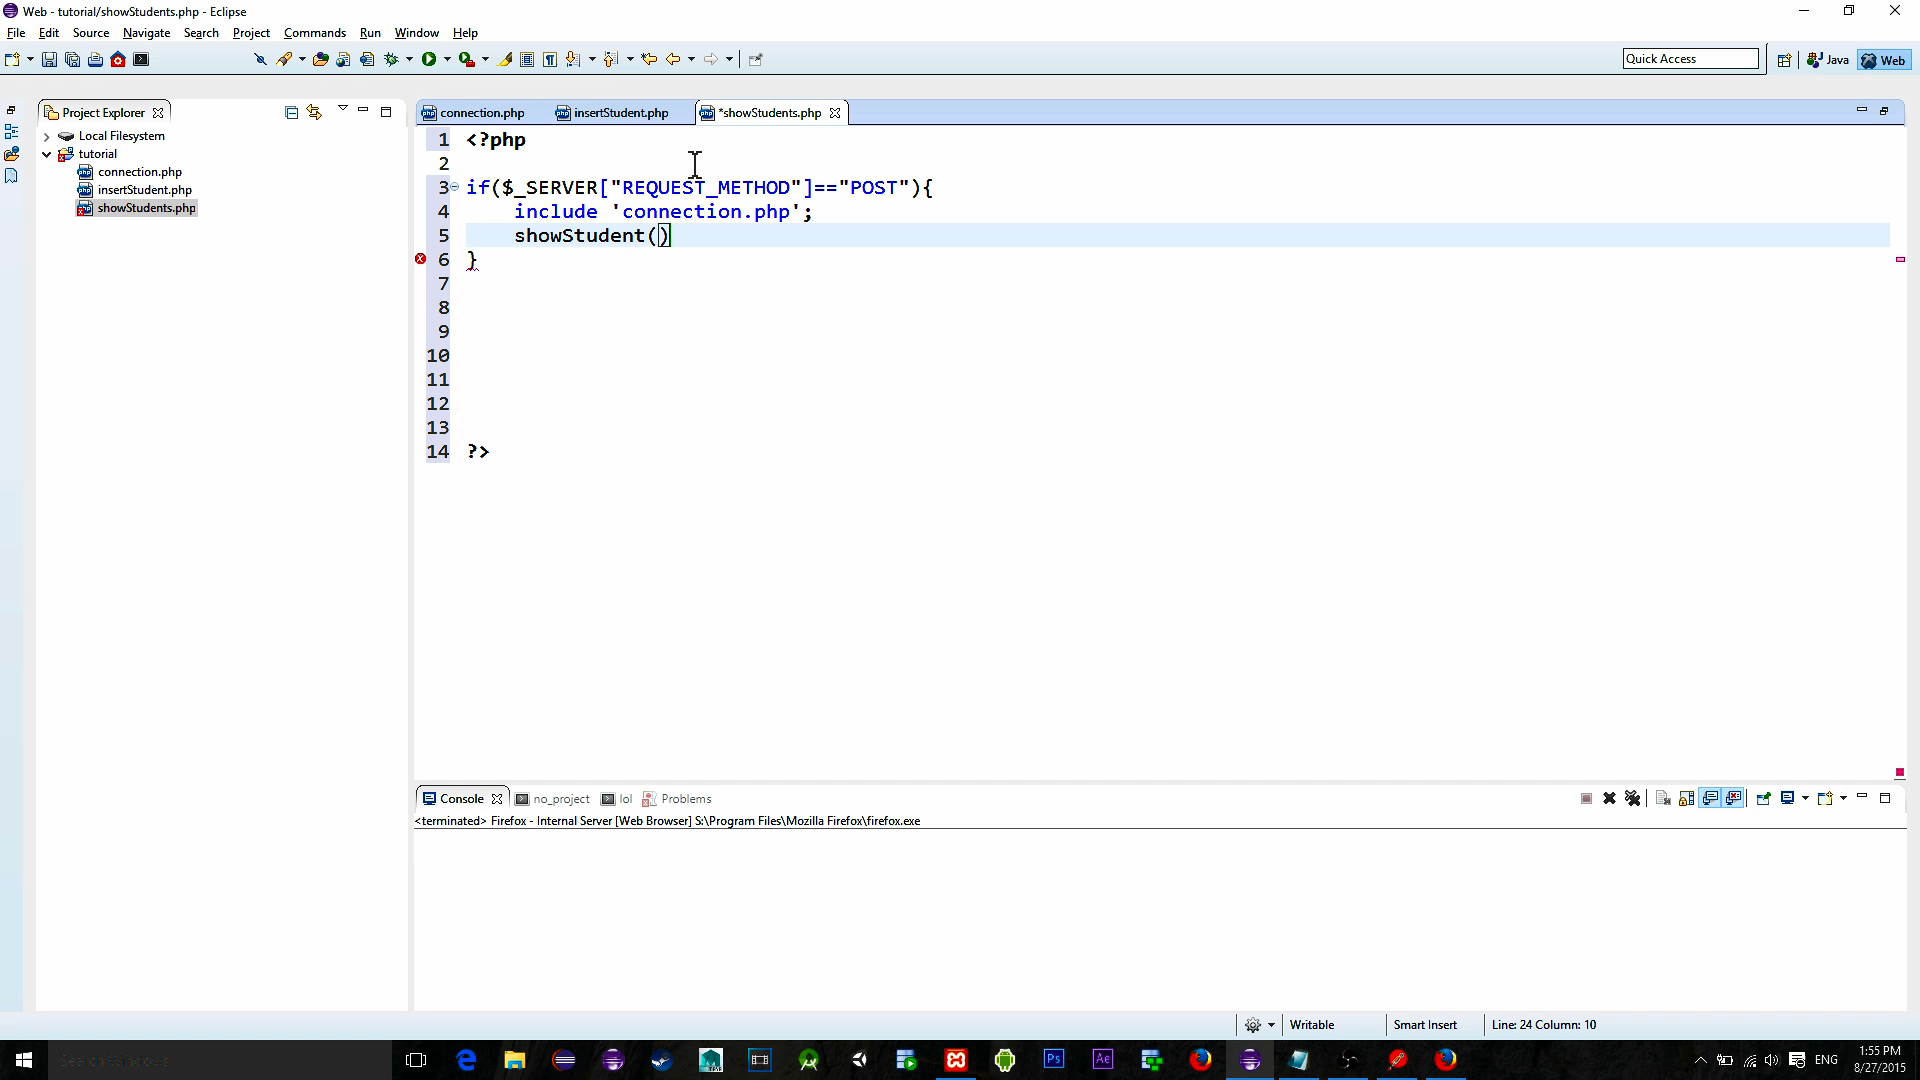 Web - tutorial/showStudents.php - Eclipse
File Edit Source Search Navigate Search Project Commands Run Window Help
Quick Access
Java
Web
Project Explorer
Local Filesystem
tutorial
connection.php
insertStudent.php
showStudents.php
connection.php
insertStudent.php
*showStudents.php
1 <?php
2
3 if($_SERVER["REQUEST_METHOD"]=="POST"){
4 include 'connection.php';
5 showStudent()
6 }
7
8
9
10
11
12
13
14 ?>
Console
no_project
lol
Problems
<terminated> Firefox - Internal Server [Web Browser] S:\Program Files\Mozilla Firefox\firefox.exe
Writable
Smart Insert
Line: 24 Column: 10
Ps
Ae
ENG
1:55 PM
8/27/2015